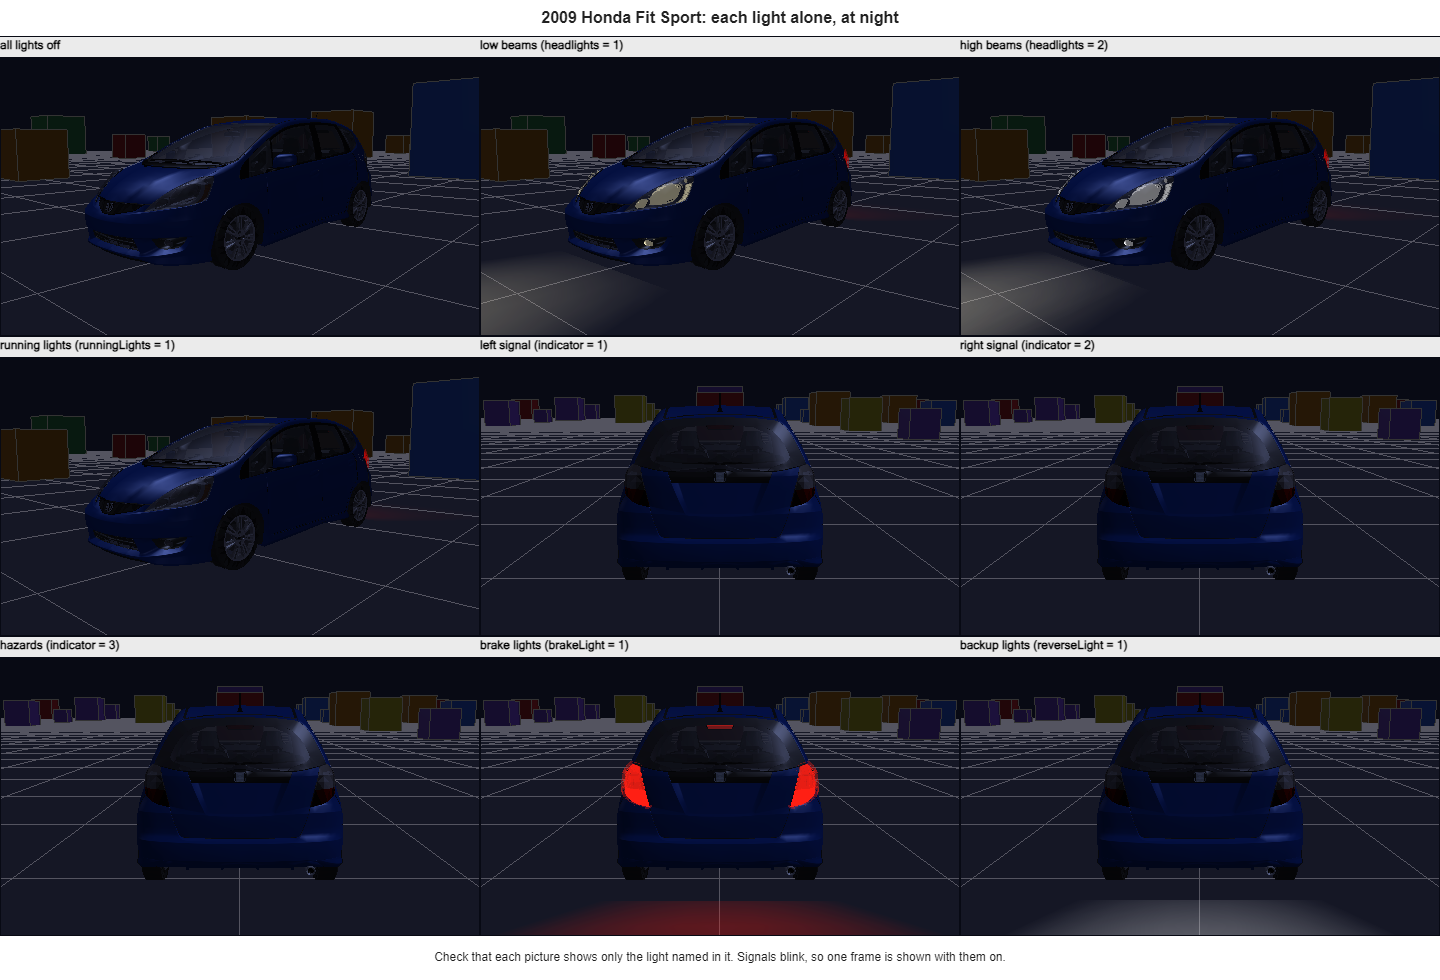 2009 Honda Fit Sport: each light alone, at night
all lights off
low beams (headlights = 1)
high beams (headlights = 2)
running lights (runningLights = 1)
left signal (indicator = 1)
right signal (indicator = 2)
hazards (indicator = 3)
brake lights (brakeLight = 1)
backup lights (reverseLight = 1)
Check that each picture shows only the light named in it. Signals blink, so one frame is shown with them on.